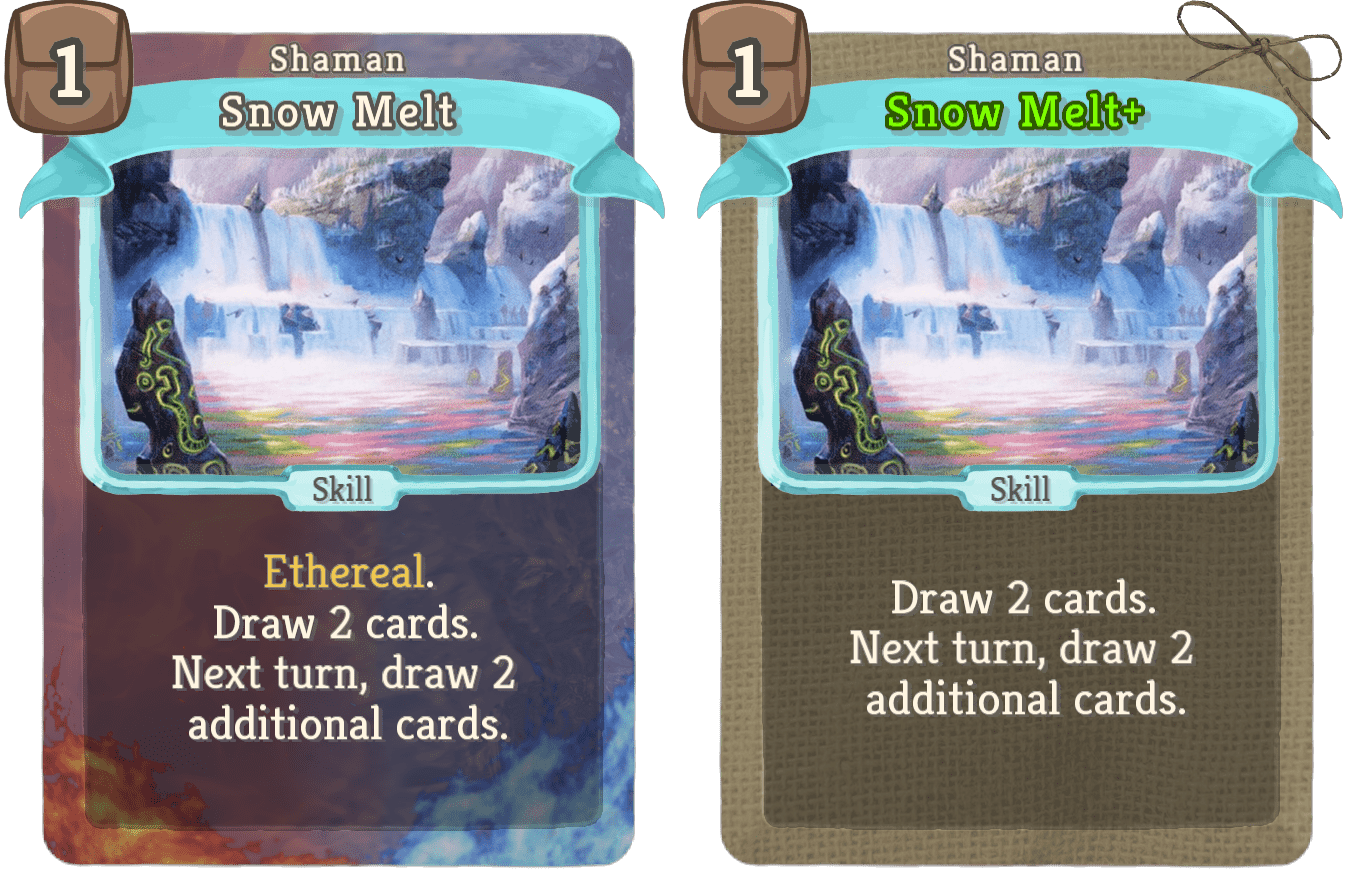 1
Shaman
Snow Melt
Skill
Ethereal.
Draw 2 cards.
Next turn, draw 2
additional cards.
1
Shaman
Snow Melt+
Skill
Draw 2 cards.
Next turn, draw 2
additional cards.